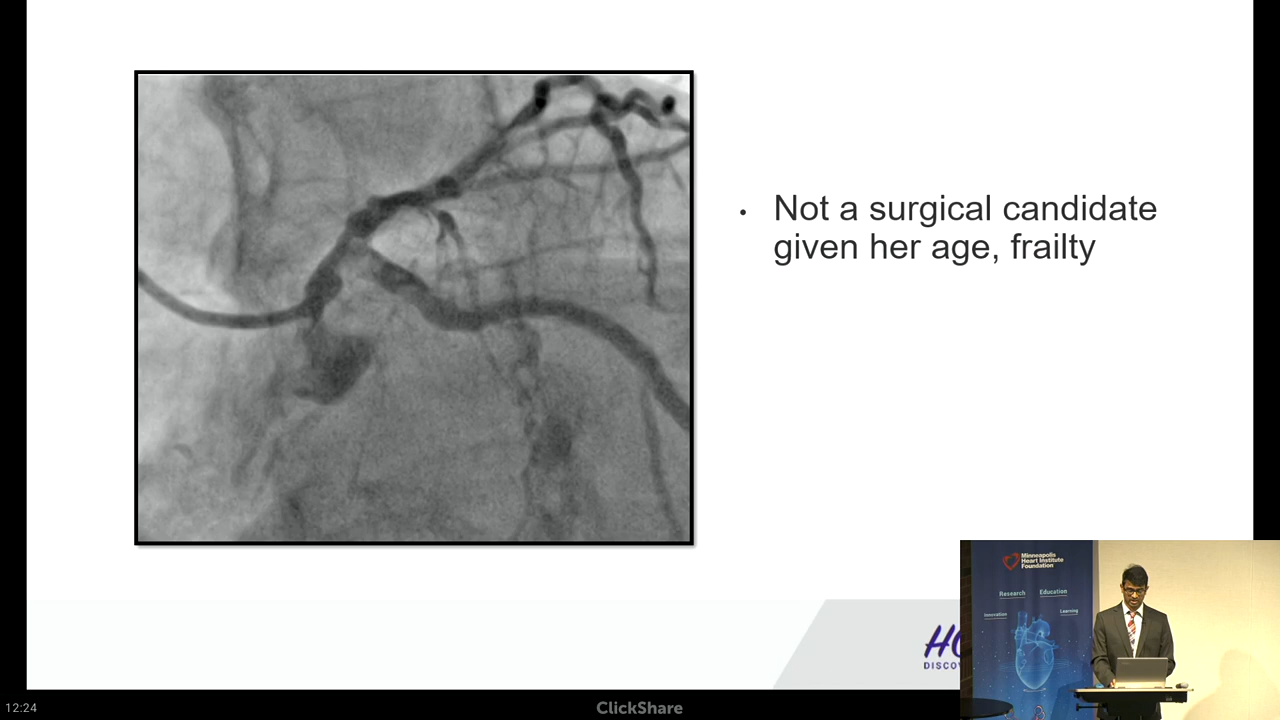 • Not a surgical candidate
given her age, frailty
Minneapolis
Heart Institute
Foundation
Research Education
Innovation Learning
HC
DISCOV
12:24
ClickShare